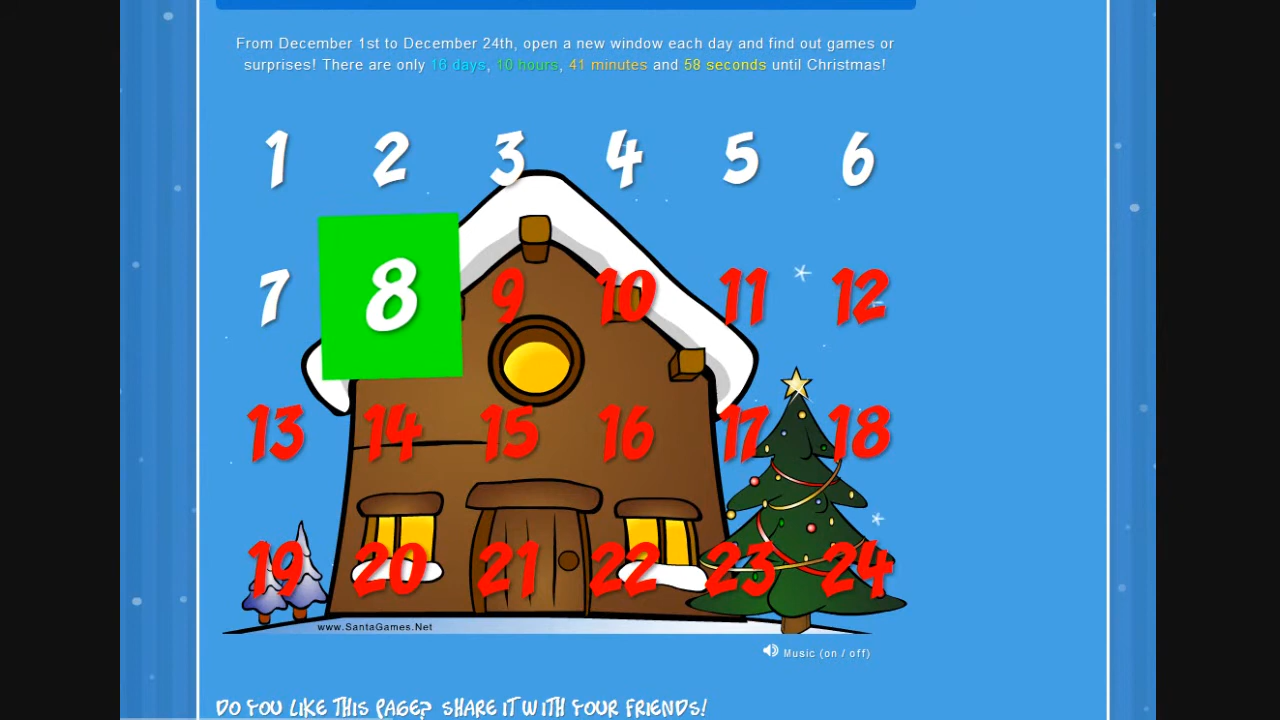 From December 1st to December 24th, open a new window each day and find out games or
surprises! There are only 16 days, 10 hours, 41 minutes and 58 seconds until Christmas!
1 2 3 4 5 6
7 8 9 10 11 12
13 14 15 16 17 18
19 20 21 22 23 24
www.SantaGames.Net
Music (on / off)
DO YOU LIKE THIS PAGE? SHARE IT WITH YOUR FRIENDS!